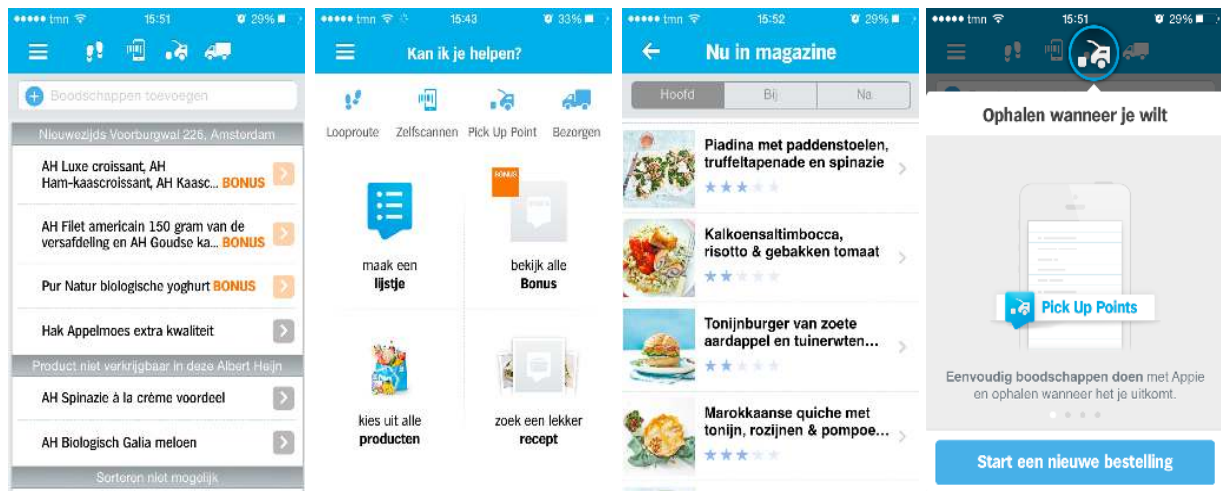 tmn 15:51 29%
Boodschappen toevoegen
Nieuwezijds Voorburgwal 226, Amsterdam
AH Luxe croissant, AH
Ham-kaascroissant, AH Kaasc... BONUS
AH Filet americain 150 gram van de
versafdeling en AH Goudse ka... BONUS
Pur Natur biologische yoghurt BONUS
Hak Appelmoes extra kwaliteit
Product niet verkrijgbaar in deze Albert Heijn
AH Spinazie à la crème voordeel
AH Biologisch Galia meloen
Sorteren niet mogelijk
tmn 15:43 33%
Kan ik je helpen?
Looproute Zelfscannen Pick Up Point Bezorgen
BONUS
maak een
lijstje
bekijk alle
Bonus
kies uit alle
producten
zoek een lekker
recept
tmn 15:52 29%
Nu in magazine
Hoofd Bij Na
Piadina met paddenstoelen,
truffeltapenade en spinazie
Kalkoensaltimbocca,
risotto & gebakken tomaat
Tonijnburger van zoete
aardappel en tuinerwten...
Marokkaanse quiche met
tonijn, rozijnen & pompoe...
tmn 15:51 29%
Ophalen wanneer je wilt
Pick Up Points
Eenvoudig boodschappen doen met Appie
en ophalen wanneer het je uitkomt.
Start een nieuwe bestelling